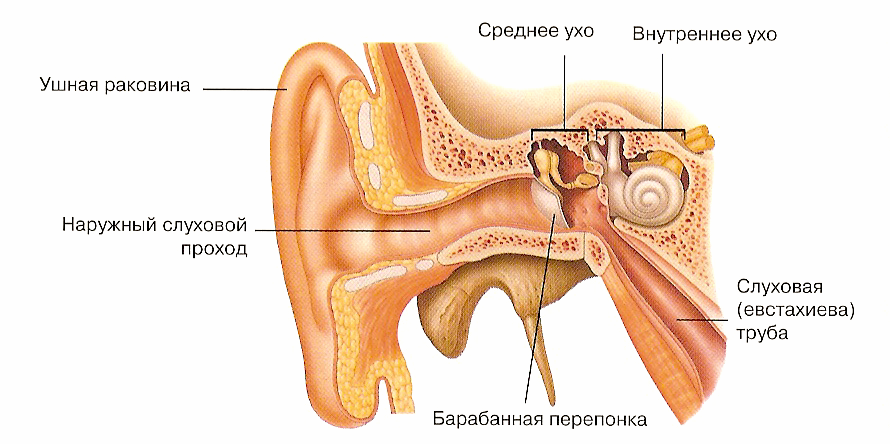 Среднее ухо
Внутреннее ухо
Ушная раковина
Наружный слуховой
проход
Слуховая
(евстахиева)
труба
Барабанная перепонка